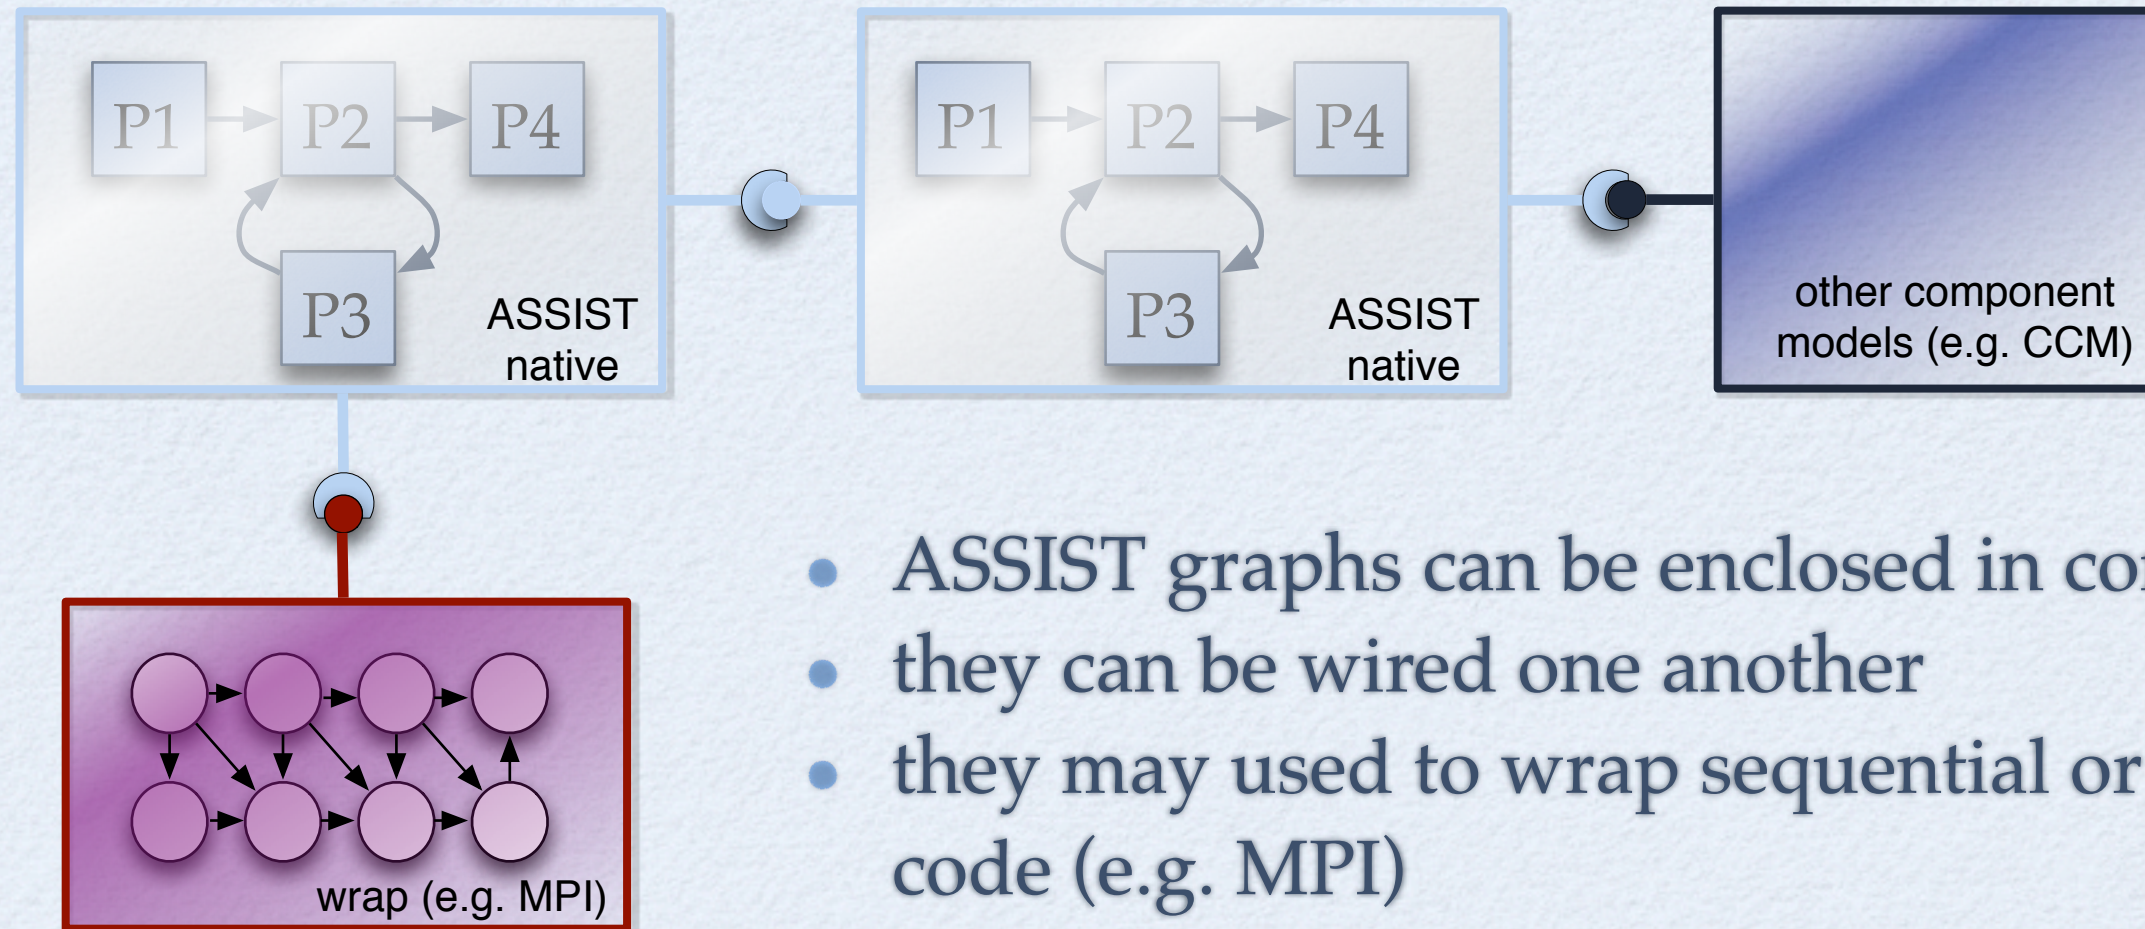 P1 P2 P4
P3
ASSIST
native
P1 P2 P4
P3
ASSIST
native
other component
models (e.g. CCM)
wrap (e.g. MPI)
ASSIST graphs can be enclosed in
they can be wired one another
they may used to wrap sequential or
code (e.g. MPI)